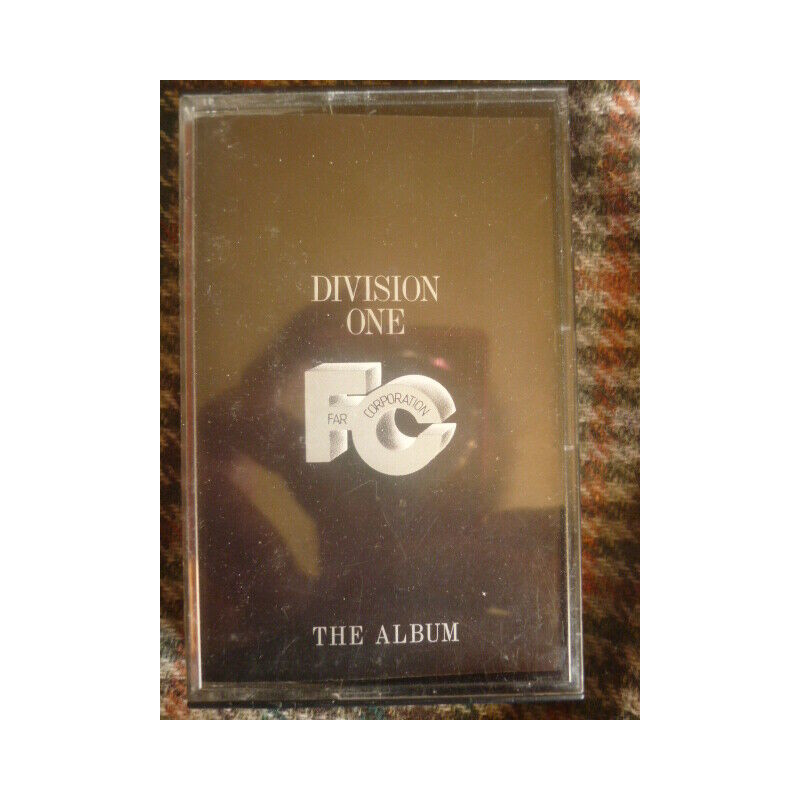 DIVISION
ONE
FC
FAR CORPORATION
THE ALBUM